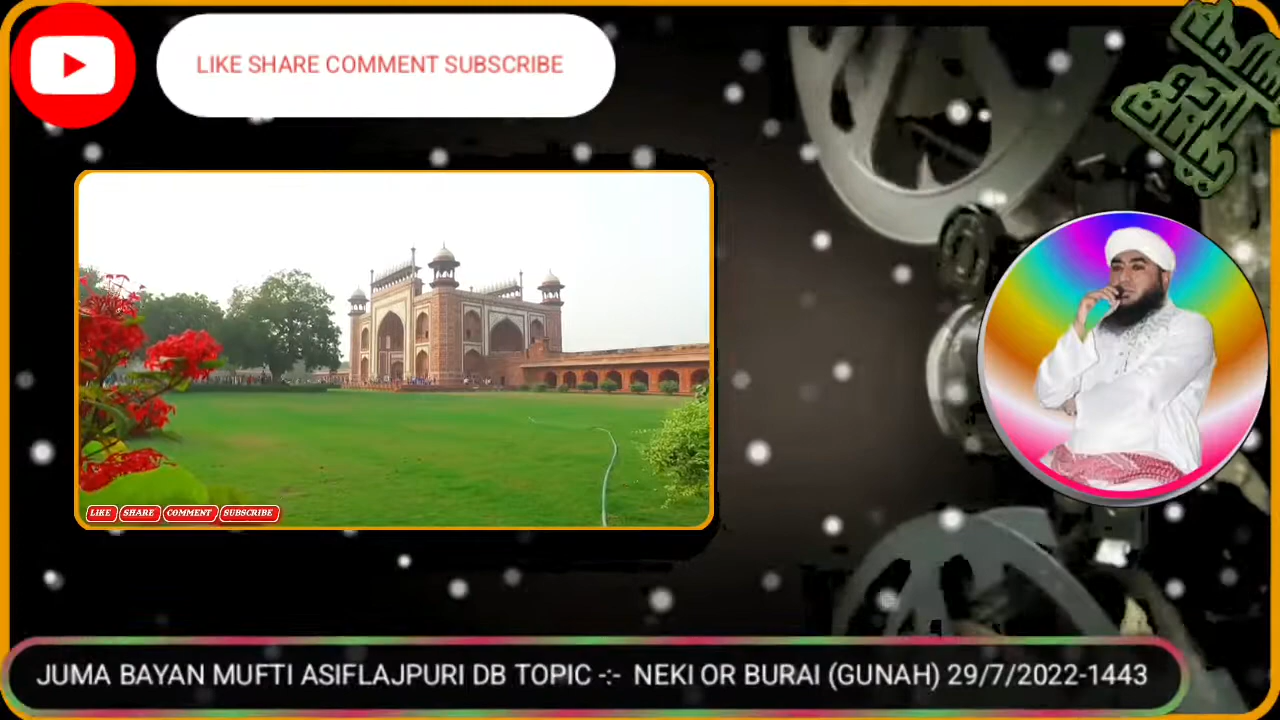 LIKE SHARE COMMENT SUBSCRIBE
LIKE SHARE COMMENT SUBSCRIBE
JUMA BAYAN MUFTI ASIFLAJPURI DB TOPIC -:- NEKI OR BURAI (GUNAH) 29/7/2022-1443